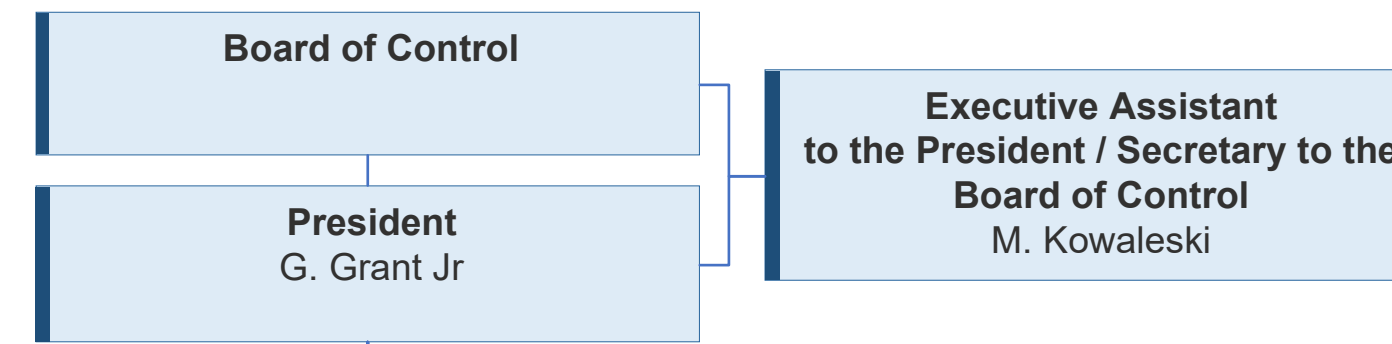 Board of Control
President
G. Grant Jr
Executive Assistant
to the President / Secretary to the
Board of Control
M. Kowaleski